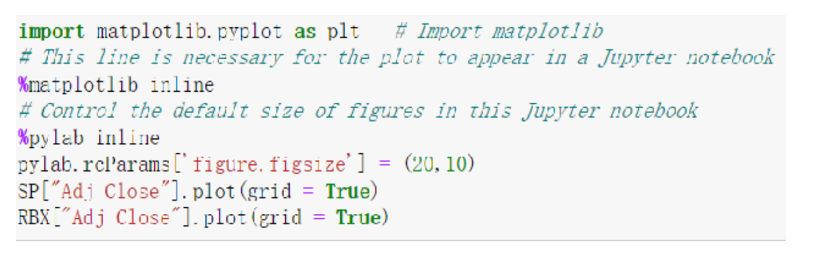 import matplotlib.pyplot as plt   # Import matplotlib
# This line is necessary for the plot to appear in a Jupyter notebook
%matplotlib inline
# Control the default size of figures in this Jupyter notebook
%pylab inline
pylab.rcParams['figure.figsize'] = (20,10)
SP["Adj Close"].plot(grid = True)
RBX["Adj Close"].plot(grid = True)